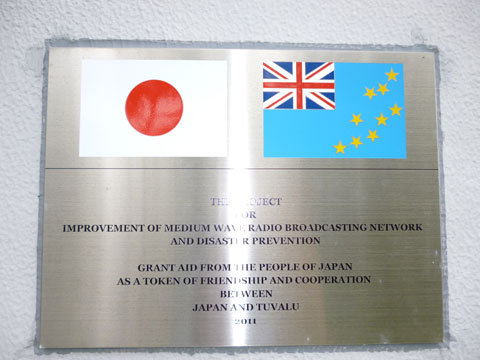 THE PROJECT
FOR
IMPROVEMENT OF MEDIUM WAVE RADIO BROADCASTING NETWORK
AND DISASTER PREVENTION
GRANT AID FROM THE PEOPLE OF JAPAN
AS A TOKEN OF FRIENDSHIP AND COOPERATION
BETWEEN
JAPAN AND TUVALU
2011